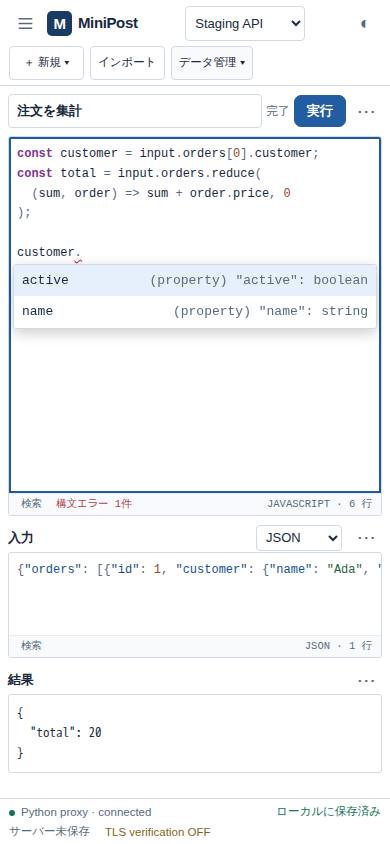 M MiniPost Staging API
＋ 新規 ▾ インポート データ管理 ▾
注文を集計 完了 実行 ...
const customer = input.orders[0].customer;
const total = input.orders.reduce(
(sum, order) => sum + order.price, 0
);
customer.
active (property) "active": boolean
name (property) "name": string
検索 構文エラー 1件 JAVASCRIPT · 6 行
入力 JSON ...
{"orders": [{"id": 1, "customer": {"name": "Ada", "
検索 JSON · 1 行
結果 ...
{
"total": 20
}
Python proxy · connected ローカルに保存済み
サーバー未保存 TLS verification OFF